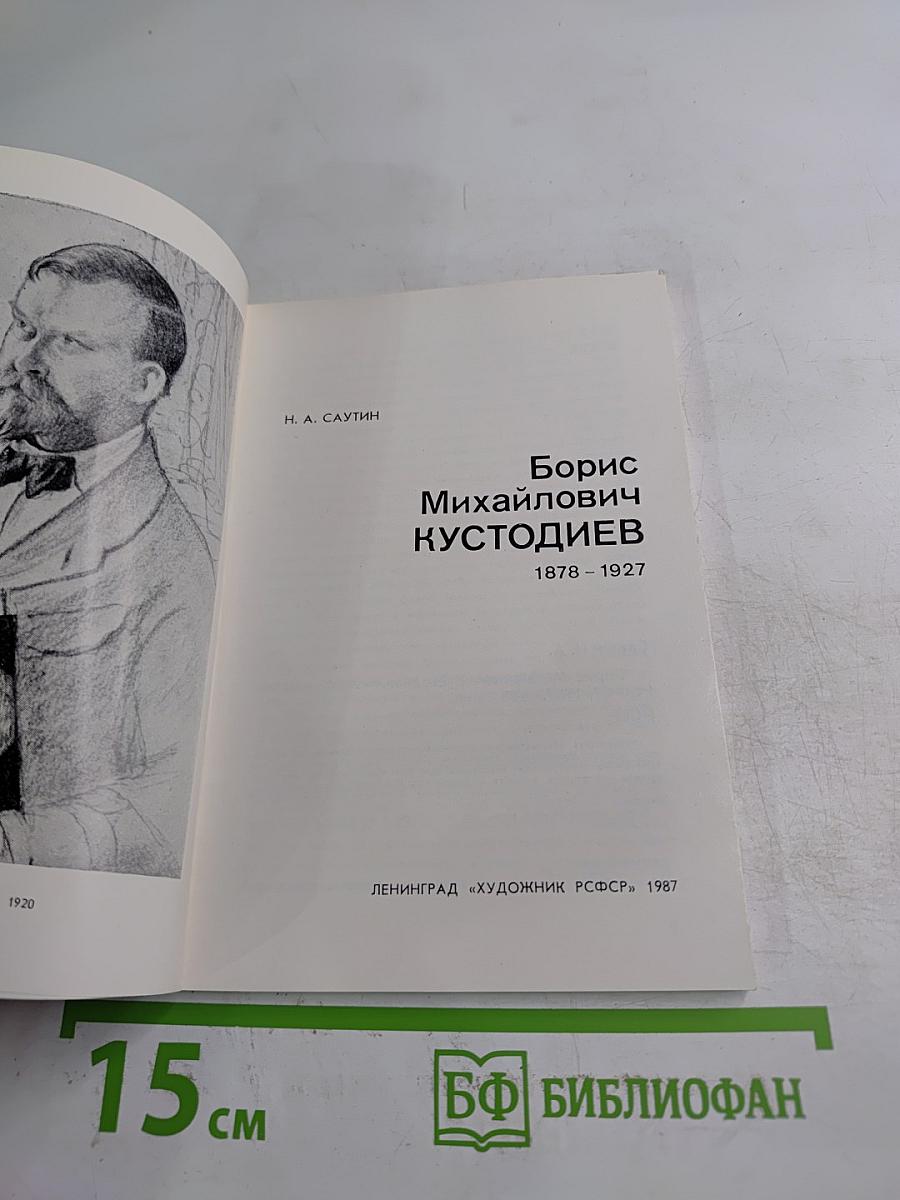 Н. А. САУТИН
Борис
Михайлович
КУСТОДИЕВ
1878 – 1927
ЛЕНИНГРАД «ХУДОЖНИК РСФСР» 1987
1920
15 см
БФ БИБЛИОФАН